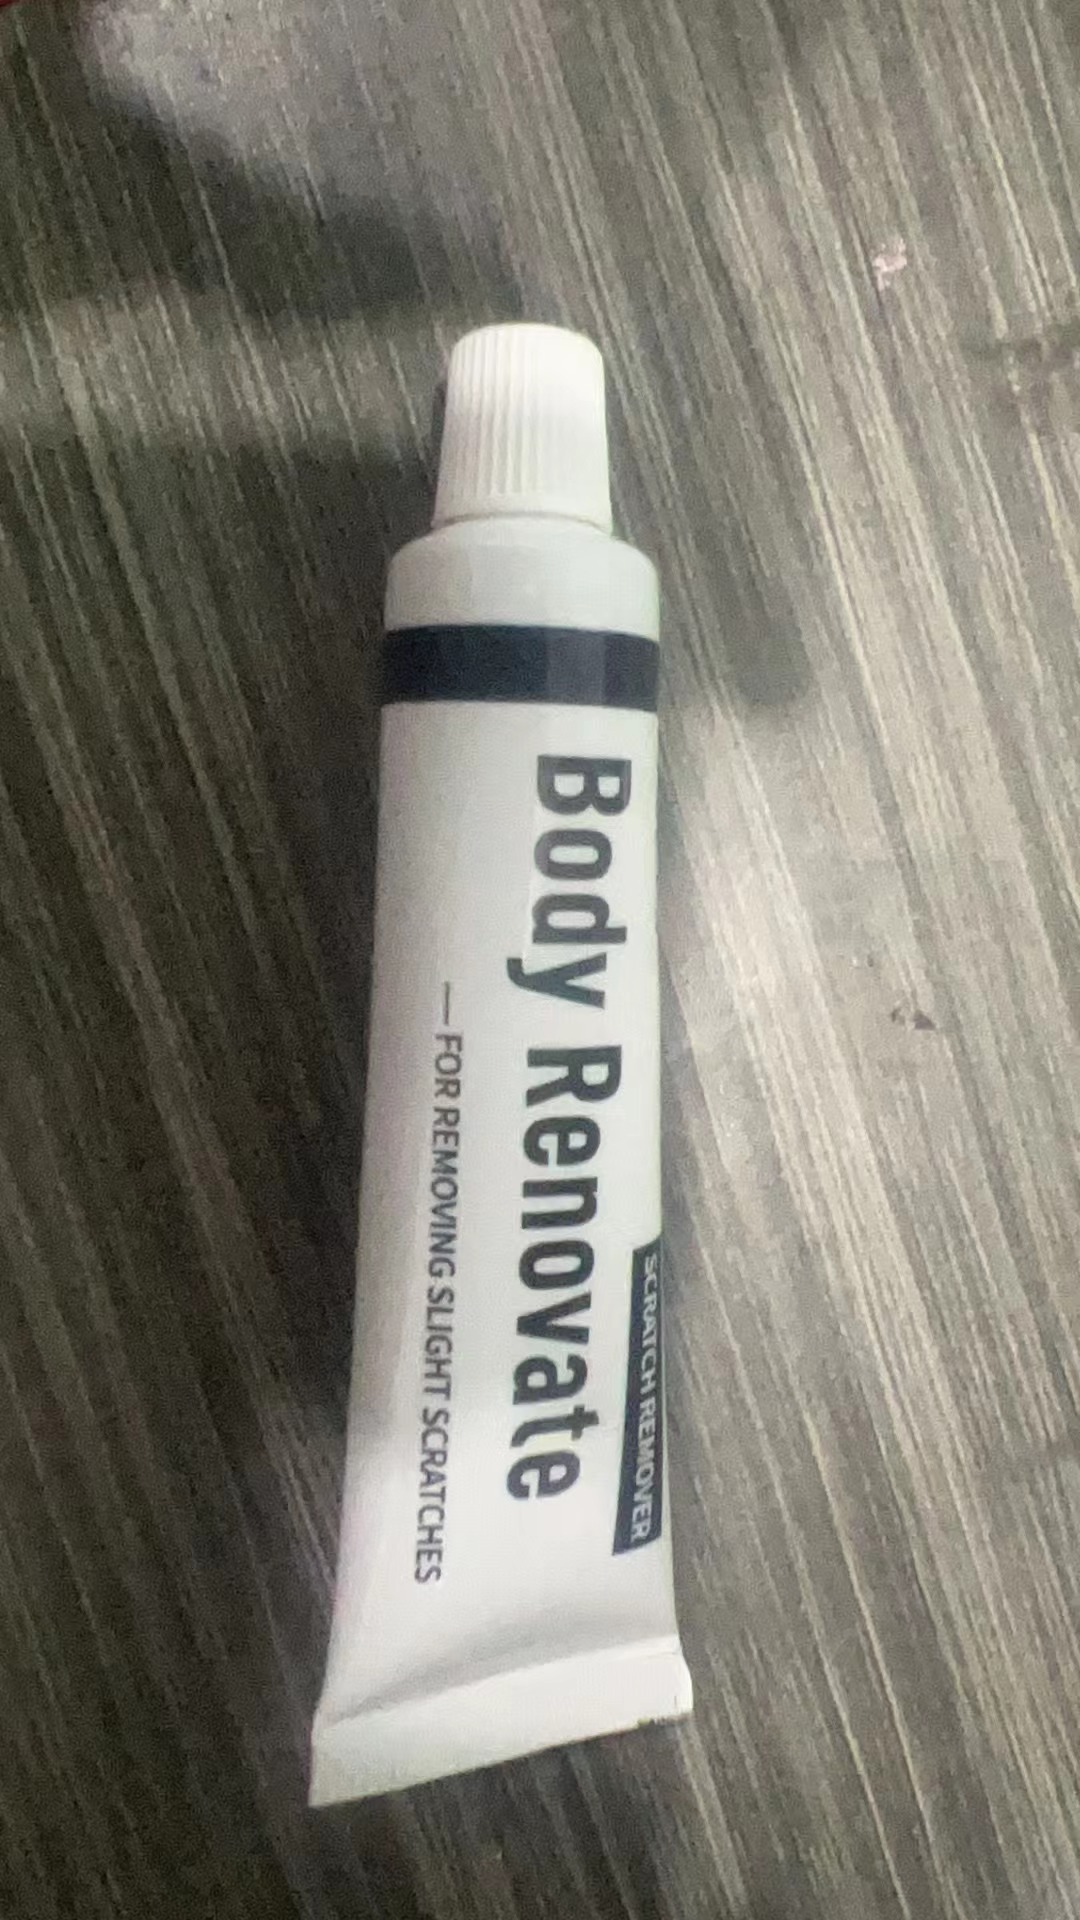 SCRATCH REMOVER
Body Renovate
— FOR REMOVING SLIGHT SCRATCHES